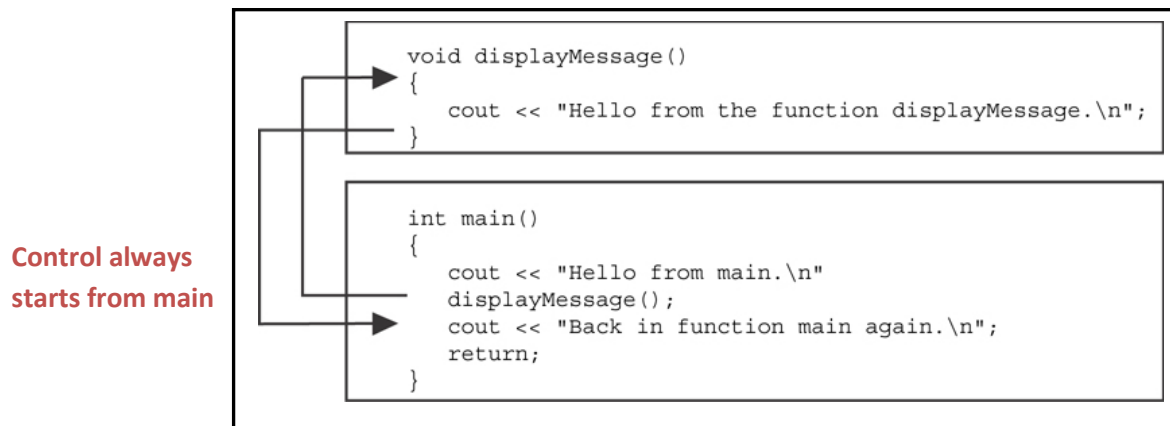 void displayMessage()
{
cout << "Hello from the function displayMessage.\n";
}
Control always
starts from main
int main()
{
cout << "Hello from main.\n"
displayMessage();
cout << "Back in function main again.\n";
return;
}